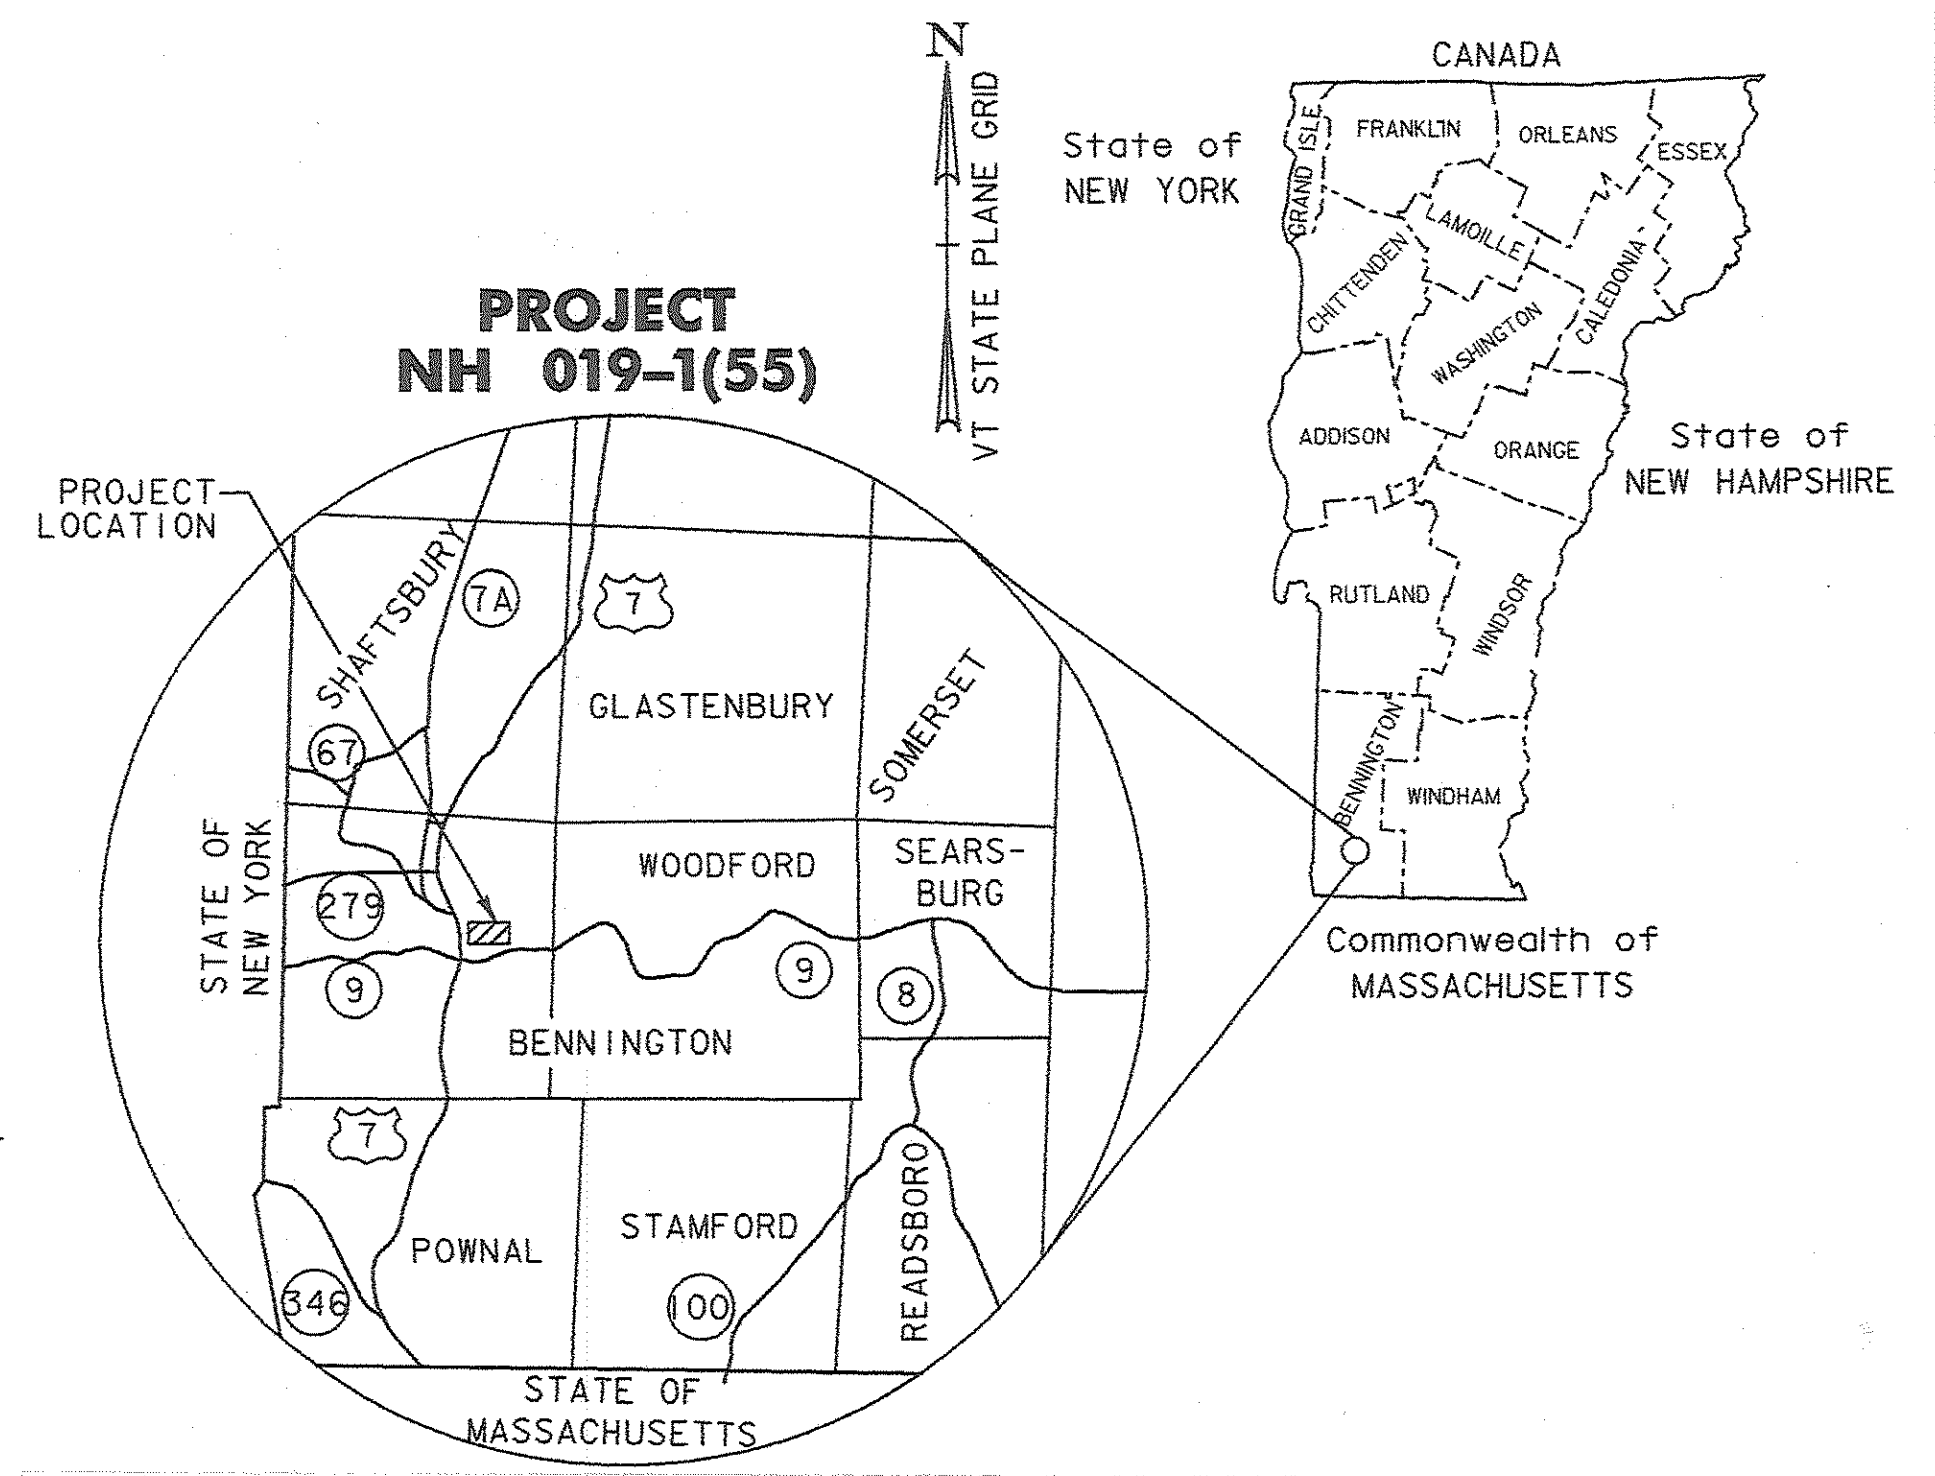 N
VT STATE PLANE GRID
CANADA
State of
NEW YORK
GRAND ISLE
FRANKLIN
ORLEANS
ESSEX
LAMOILLE
CHITTENDEN
CALEDONIA
WASHINGTON
ADDISON
ORANGE
State of
NEW HAMPSHIRE
RUTLAND
WINDSOR
BENNINGTON
WINDHAM
Commonwealth of
MASSACHUSETTS
PROJECT
NH 019-1(55)
PROJECT
LOCATION
SHAFTSBURY
7A
7
GLASTENBURY
SOMERSET
67
STATE OF
NEW YORK
WOODFORD
SEARS-
BURG
279
9
9
8
BENNINGTON
7
POWNAL
STAMFORD
READSBORO
346
100
STATE OF
MASSACHUSETTS